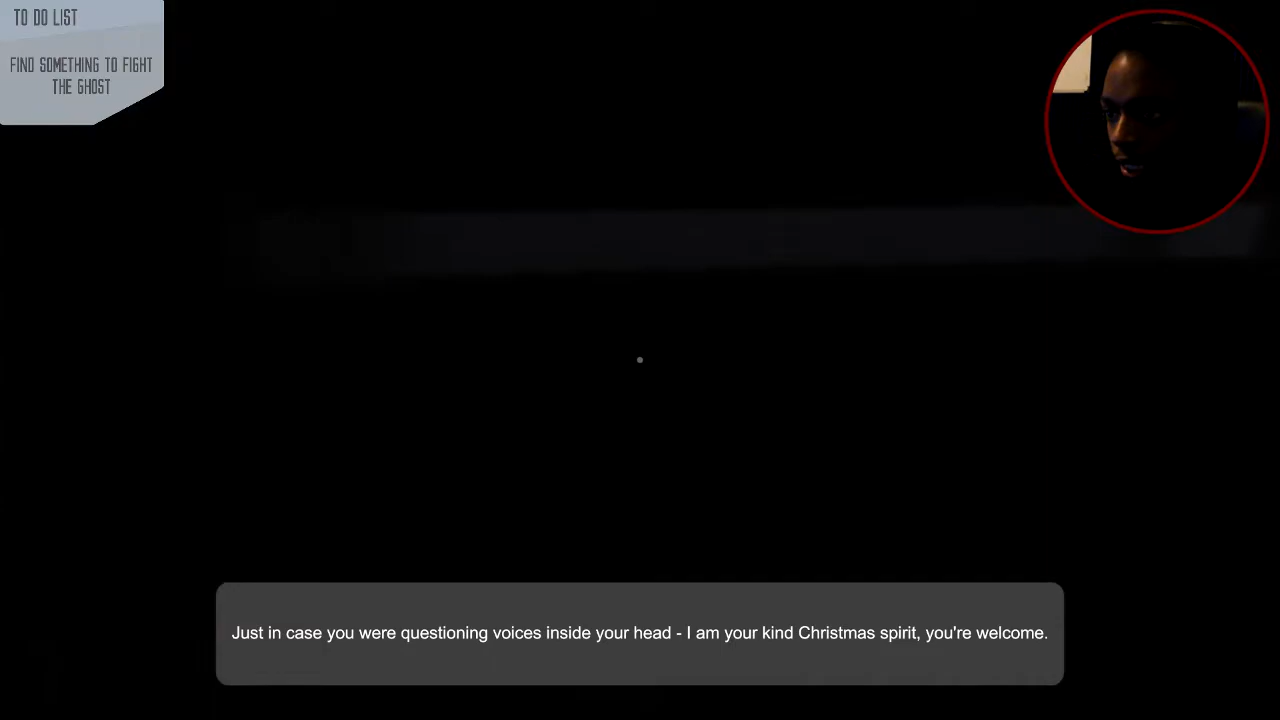 TO DO LIST
FIND SOMETHING TO FIGHT
THE GHOST
Just in case you were questioning voices inside your head - I am your kind Christmas spirit, you're welcome.